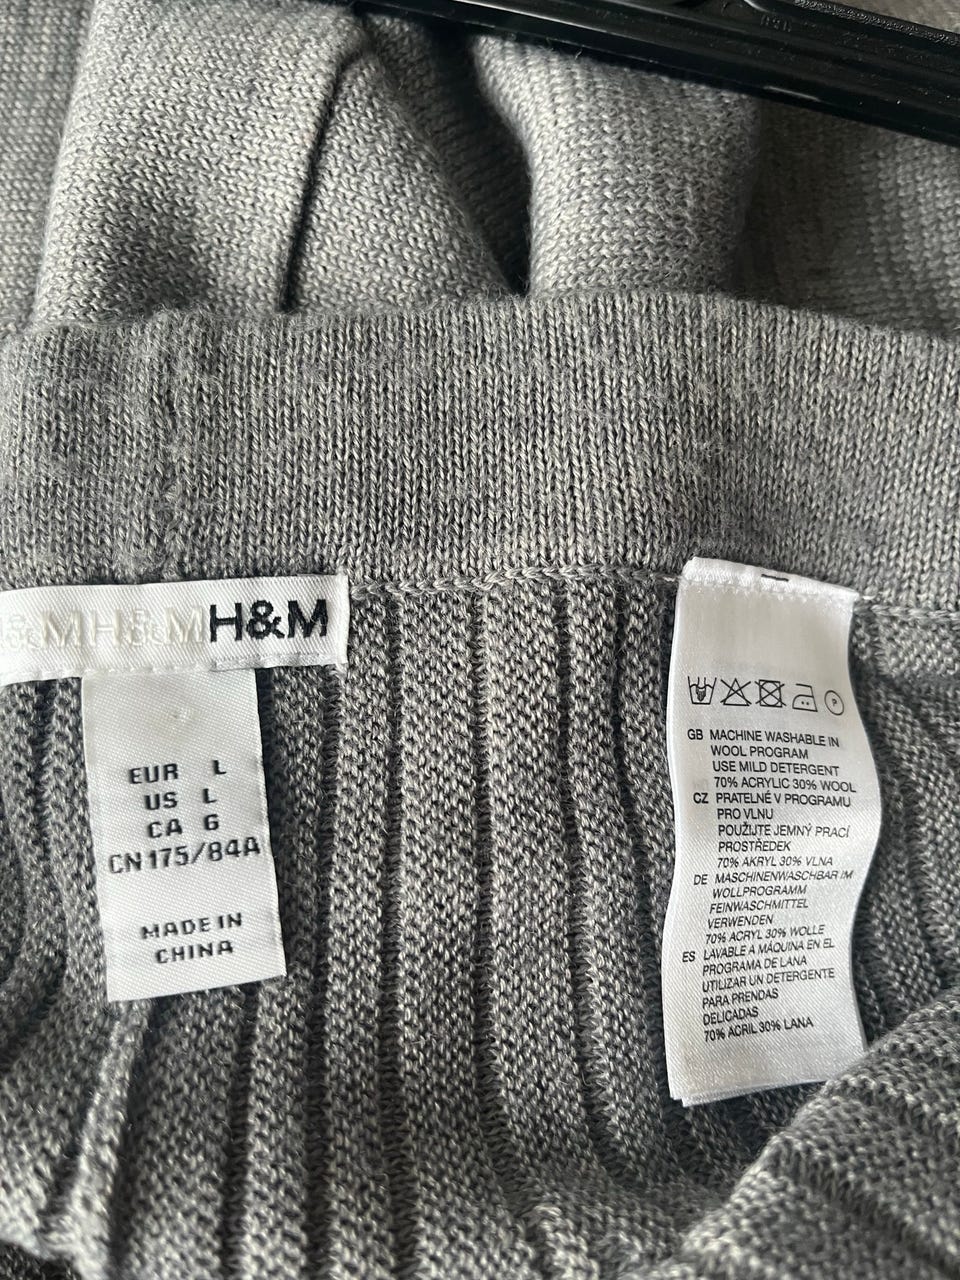 H&M H&M H&M
EUR L
US L
CA G
CN 175/84A
MADE IN
CHINA
P
GB MACHINE WASHABLE IN
WOOL PROGRAM
USE MILD DETERGENT
70% ACRYLIC 30% WOOL
CZ PRATELNÉ V PROGRAMU
PRO VLNU
POUŽIJTE JEMNÝ PRACÍ
PROSTŘEDEK
70% AKRYL 30% VLNA
DE MASCHINENWASCHBAR IM
WOLLPROGRAMM
FEINWASCHMITTEL
VERWENDEN
70% ACRYL 30% WOLLE
ES LAVABLE A MÁQUINA EN EL
PROGRAMA DE LANA
UTILIZAR UN DETERGENTE
PARA PRENDAS
DELICADAS
70% ACRIL 30% LANA